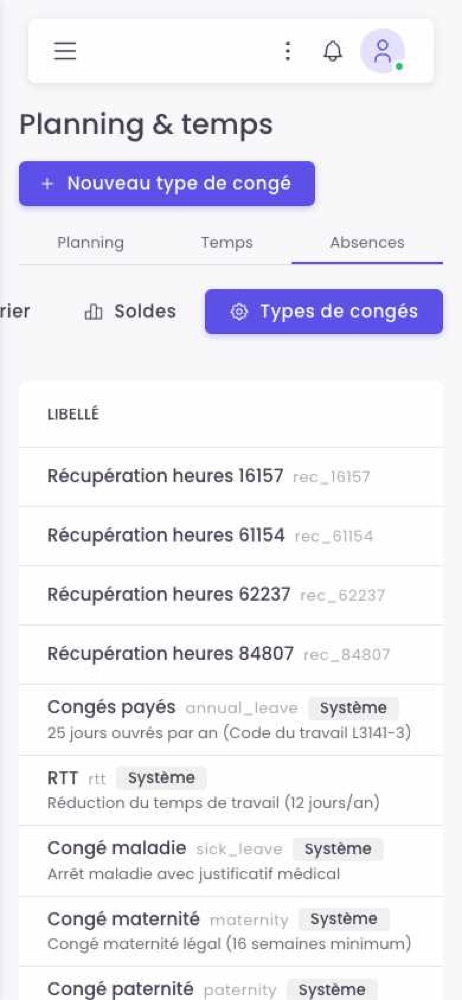 Planning & temps
+ Nouveau type de congé
Planning Temps Absences
rier Soldes Types de congés
LIBELLÉ
Récupération heures 16157 rec_16157
Récupération heures 61154 rec_61154
Récupération heures 62237 rec_62237
Récupération heures 84807 rec_84807
Congés payés annual_leave Système
25 jours ouvrés par an (Code du travail L3141-3)
RTT rtt Système
Réduction du temps de travail (12 jours/an)
Congé maladie sick_leave Système
Arrêt maladie avec justificatif médical
Congé maternité maternity Système
Congé maternité légal (16 semaines minimum)
Congé paternité paternity Système